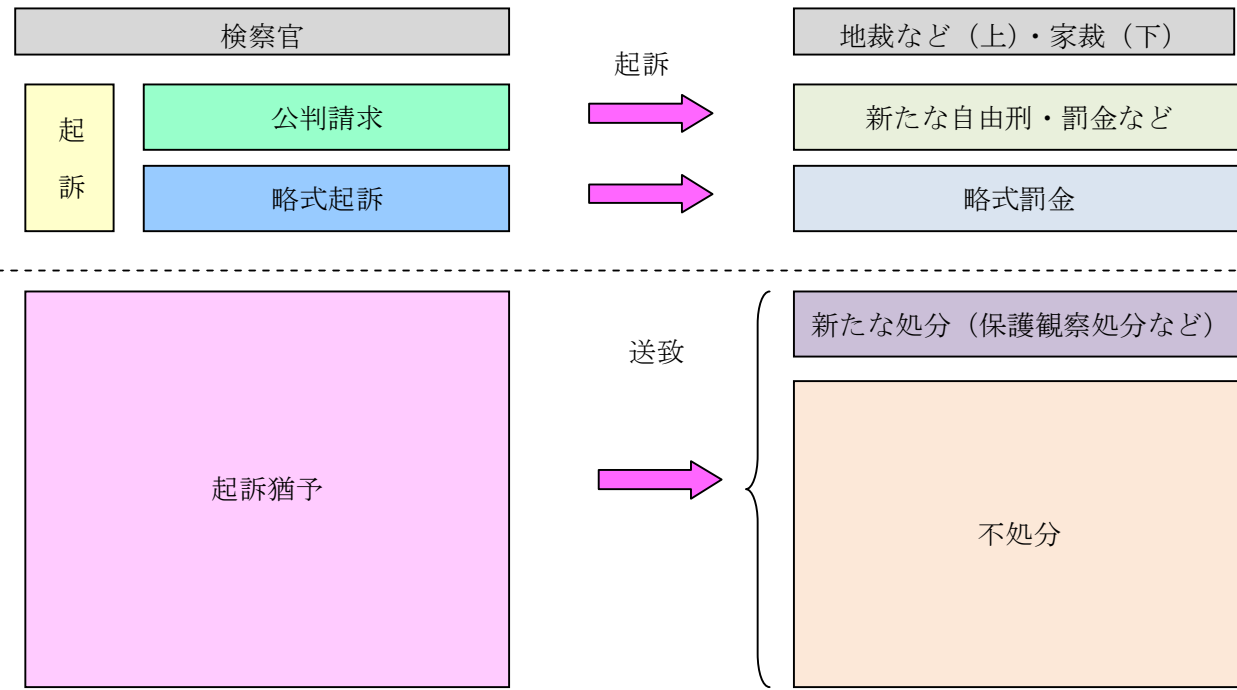 検察官
地裁など（上）・家裁（下）
起訴
起訴
公判請求
新たな自由刑・罰金など
略式起訴
略式罰金
起訴猶予
送致
新たな処分（保護観察処分など）
不処分